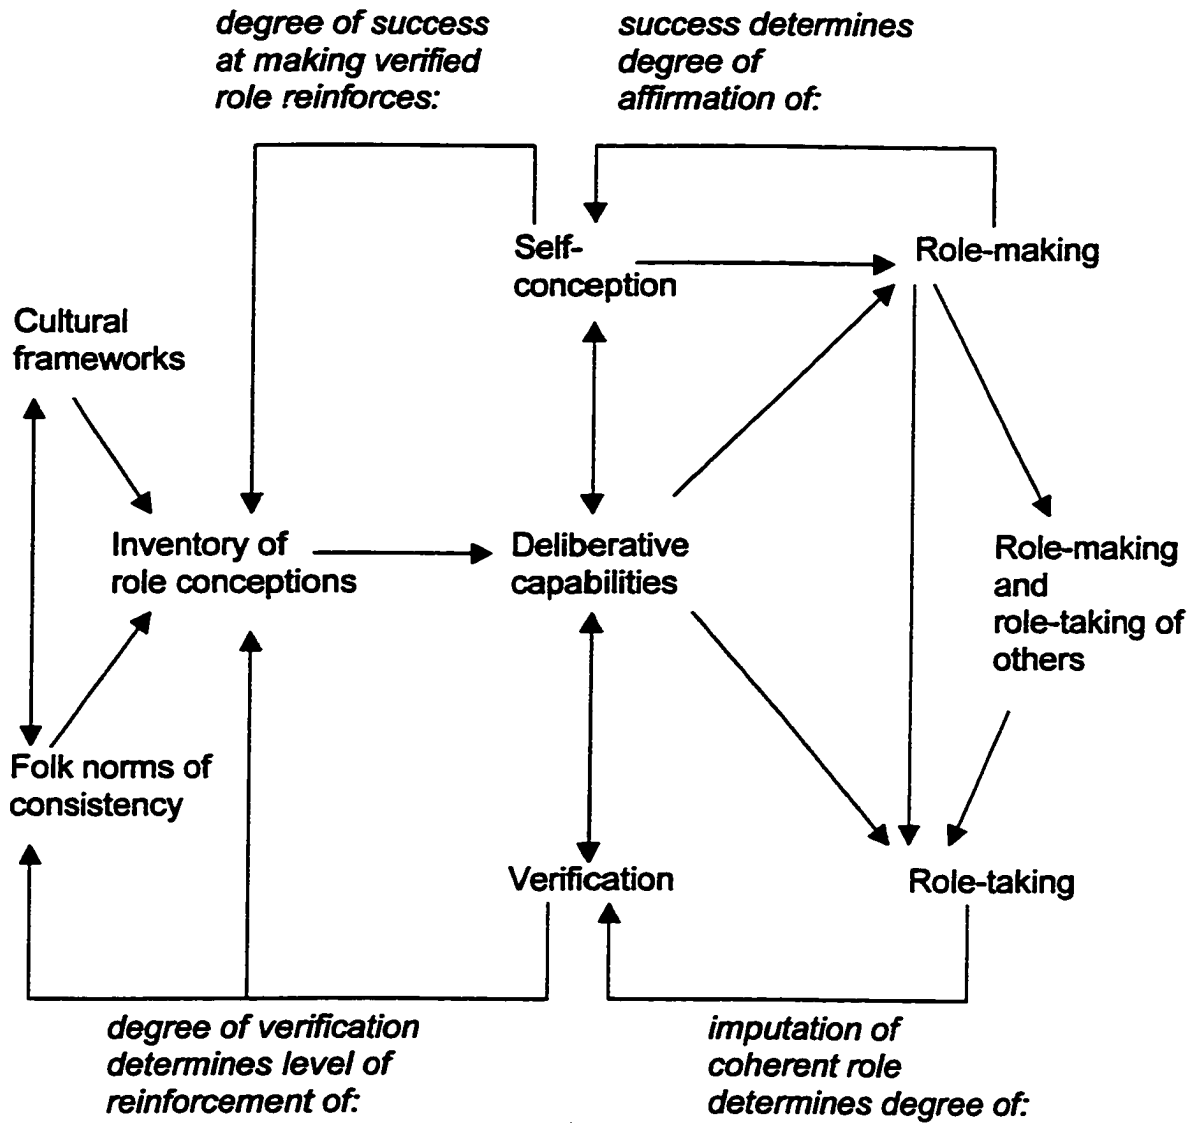 degree of success
at making verified
role reinforces:
success determines
degree of
affirmation of:
Self-
conception
Role-making
Cultural
frameworks
Inventory of
role conceptions
Deliberative
capabilities
Role-making
and
role-taking of
others
Folk norms of
consistency
Verification
Role-taking
degree of verification
determines level of
reinforcement of:
imputation of
coherent role
determines degree of: